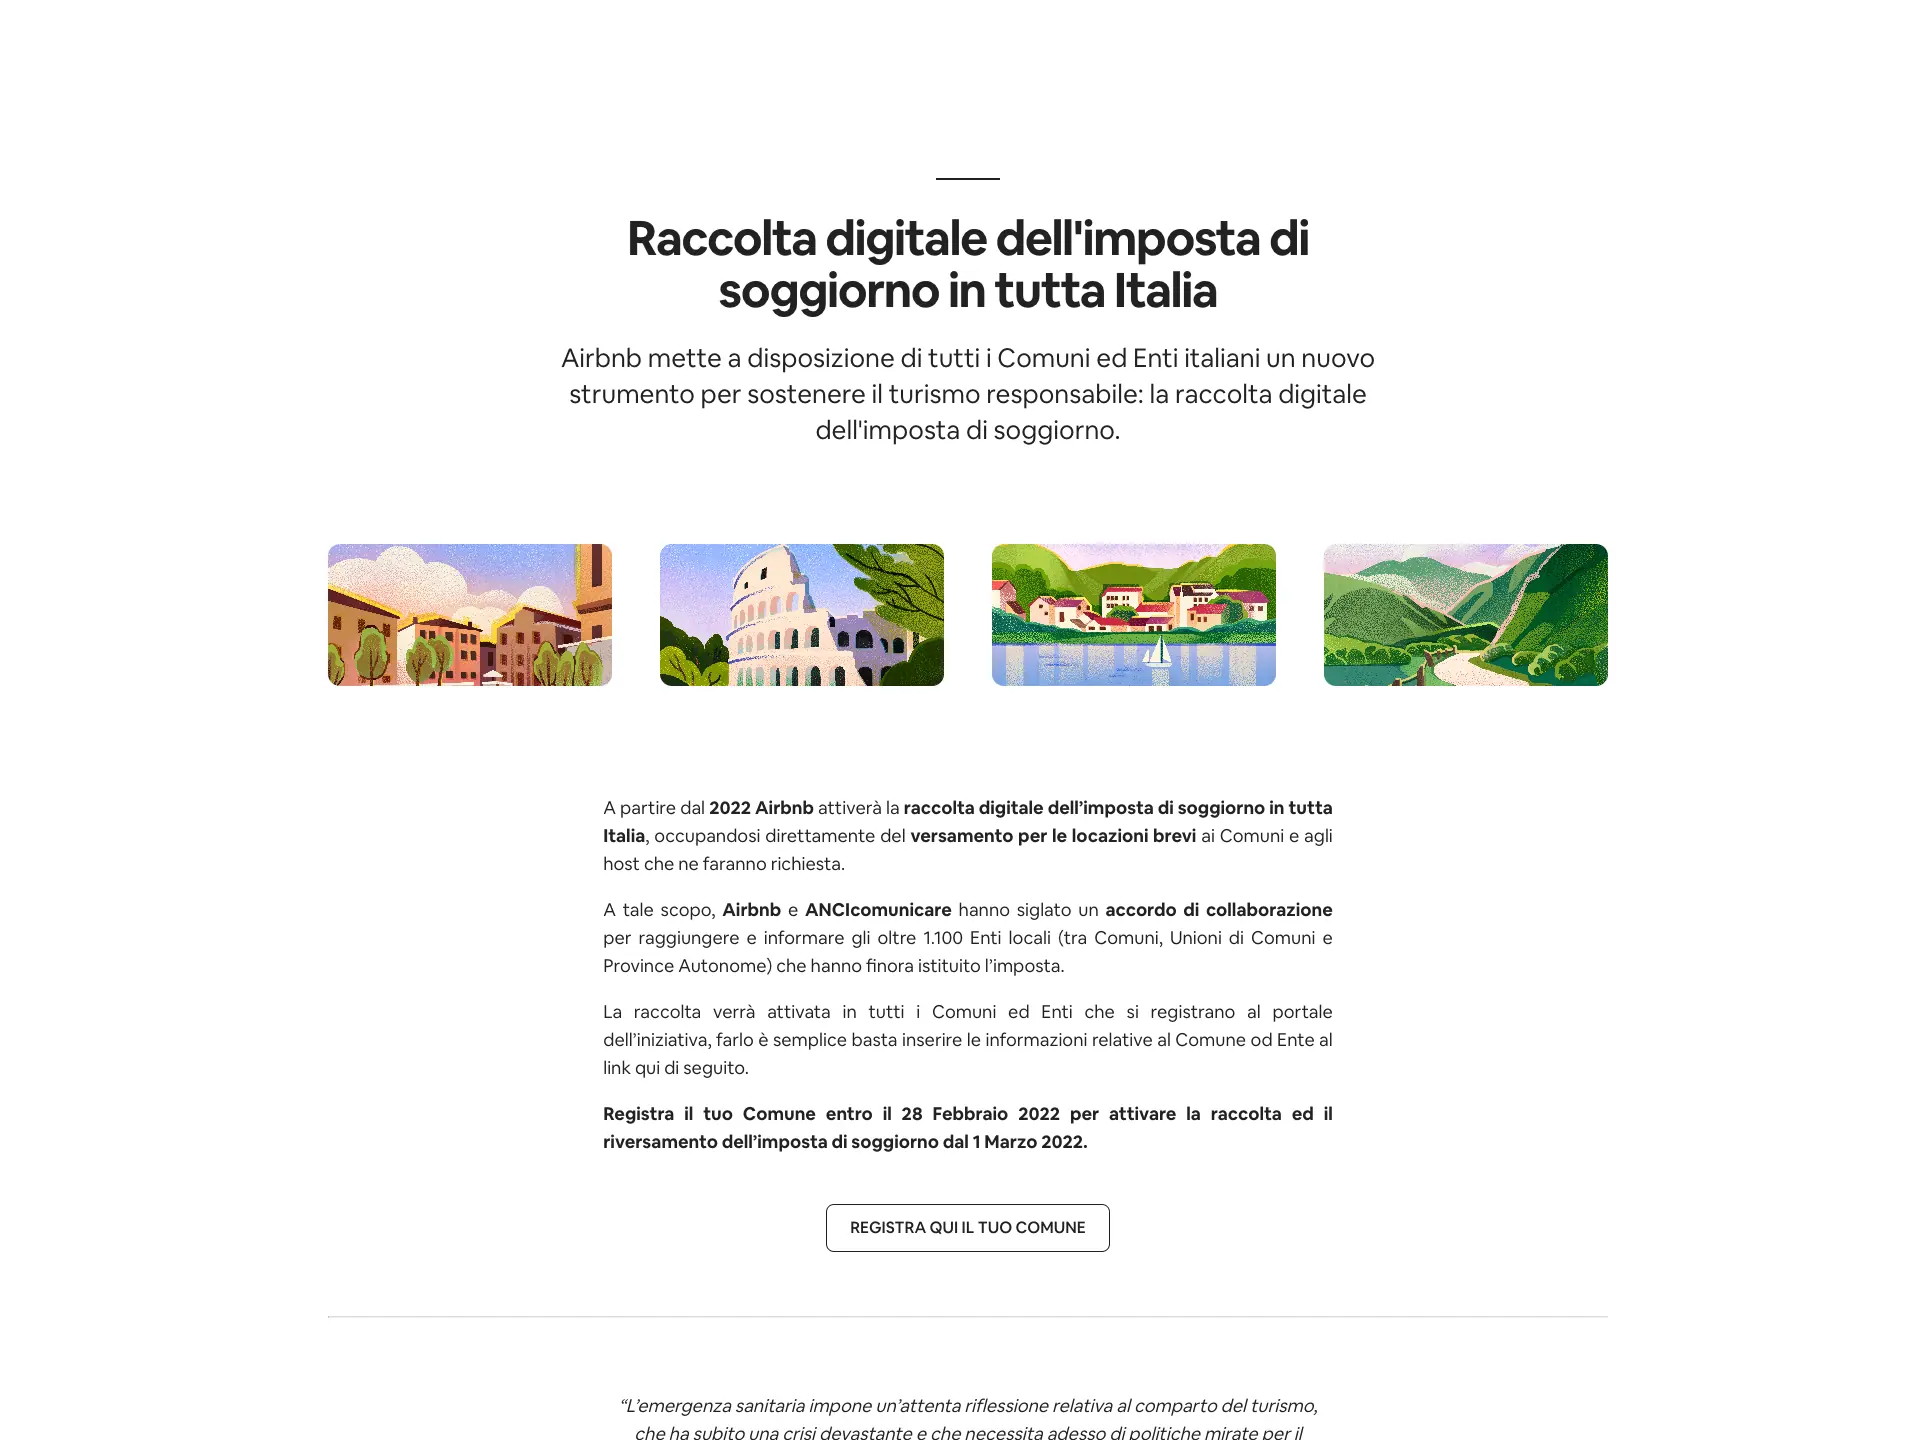 Raccolta digitale dell'imposta di
soggiorno in tutta Italia
Airbnb mette a disposizione di tutti i Comuni ed Enti italiani un nuovo
strumento per sostenere il turismo responsabile: la raccolta digitale
dell'imposta di soggiorno.
A partire dal 2022 Airbnb attiverà la raccolta digitale dell’imposta di soggiorno in tutta
Italia, occupandosi direttamente del versamento per le locazioni brevi ai Comuni e agli
host che ne faranno richiesta.
A tale scopo, Airbnb e ANCIcomunicare hanno siglato un accordo di collaborazione
per raggiungere e informare gli oltre 1.100 Enti locali (tra Comuni, Unioni di Comuni e
Province Autonome) che hanno finora istituito l’imposta.
La raccolta verrà attivata in tutti i Comuni ed Enti che si registrano al portale
dell’iniziativa, farlo è semplice basta inserire le informazioni relative al Comune od Ente al
link qui di seguito.
Registra il tuo Comune entro il 28 Febbraio 2022 per attivare la raccolta ed il
riversamento dell’imposta di soggiorno dal 1 Marzo 2022.
REGISTRA QUI IL TUO COMUNE
“L’emergenza sanitaria impone un’attenta riflessione relativa al comparto del turismo,
che ha subito una crisi devastante e che necessita adesso di politiche mirate per il